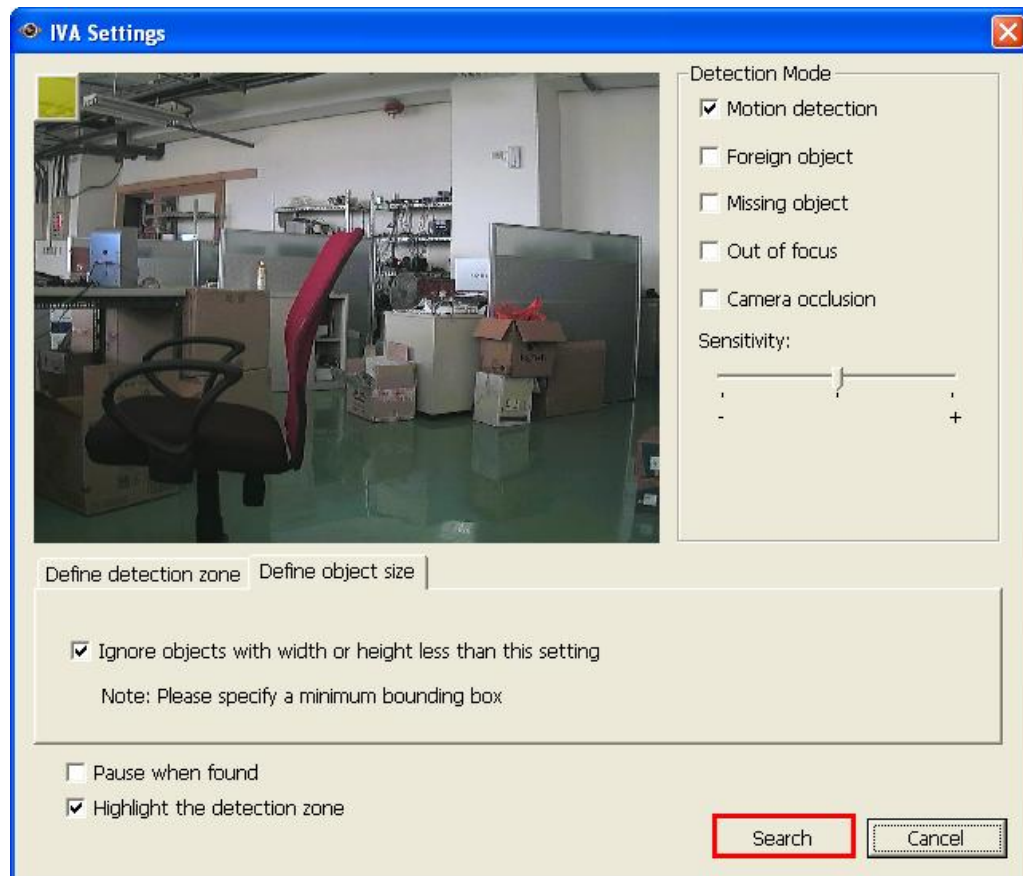 IVA Settings
Detection Mode
Motion detection
Foreign object
Missing object
Out of focus
Camera occlusion
Sensitivity:
- +
Define detection zone Define object size
Ignore objects with width or height less than this setting
Note: Please specify a minimum bounding box
Pause when found
Highlight the detection zone
Search Cancel